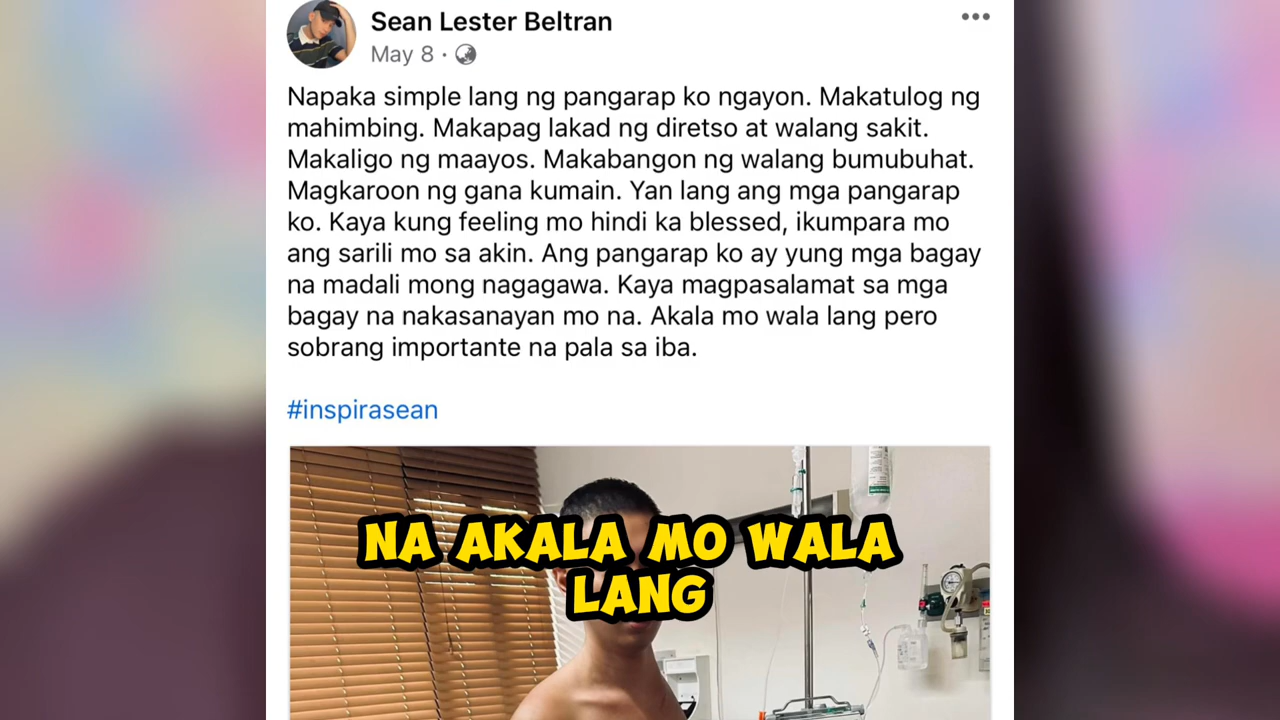 Sean Lester Beltran
May 8 ·
Napaka simple lang ng pangarap ko ngayon. Makatulog ng
mahimbing. Makapag lakad ng diretso at walang sakit.
Makaligo ng maayos. Makabangon ng walang bumubuhat.
Magkaroon ng gana kumain. Yan lang ang mga pangarap
ko. Kaya kung feeling mo hindi ka blessed, ikumpara mo
ang sarili mo sa akin. Ang pangarap ko ay yung mga bagay
na madali mong nagagawa. Kaya magpasalamat sa mga
bagay na nakasanayan mo na. Akala mo wala lang pero
sobrang importante na pala sa iba.
#inspirasean
NA AKALA MO WALA
LANG